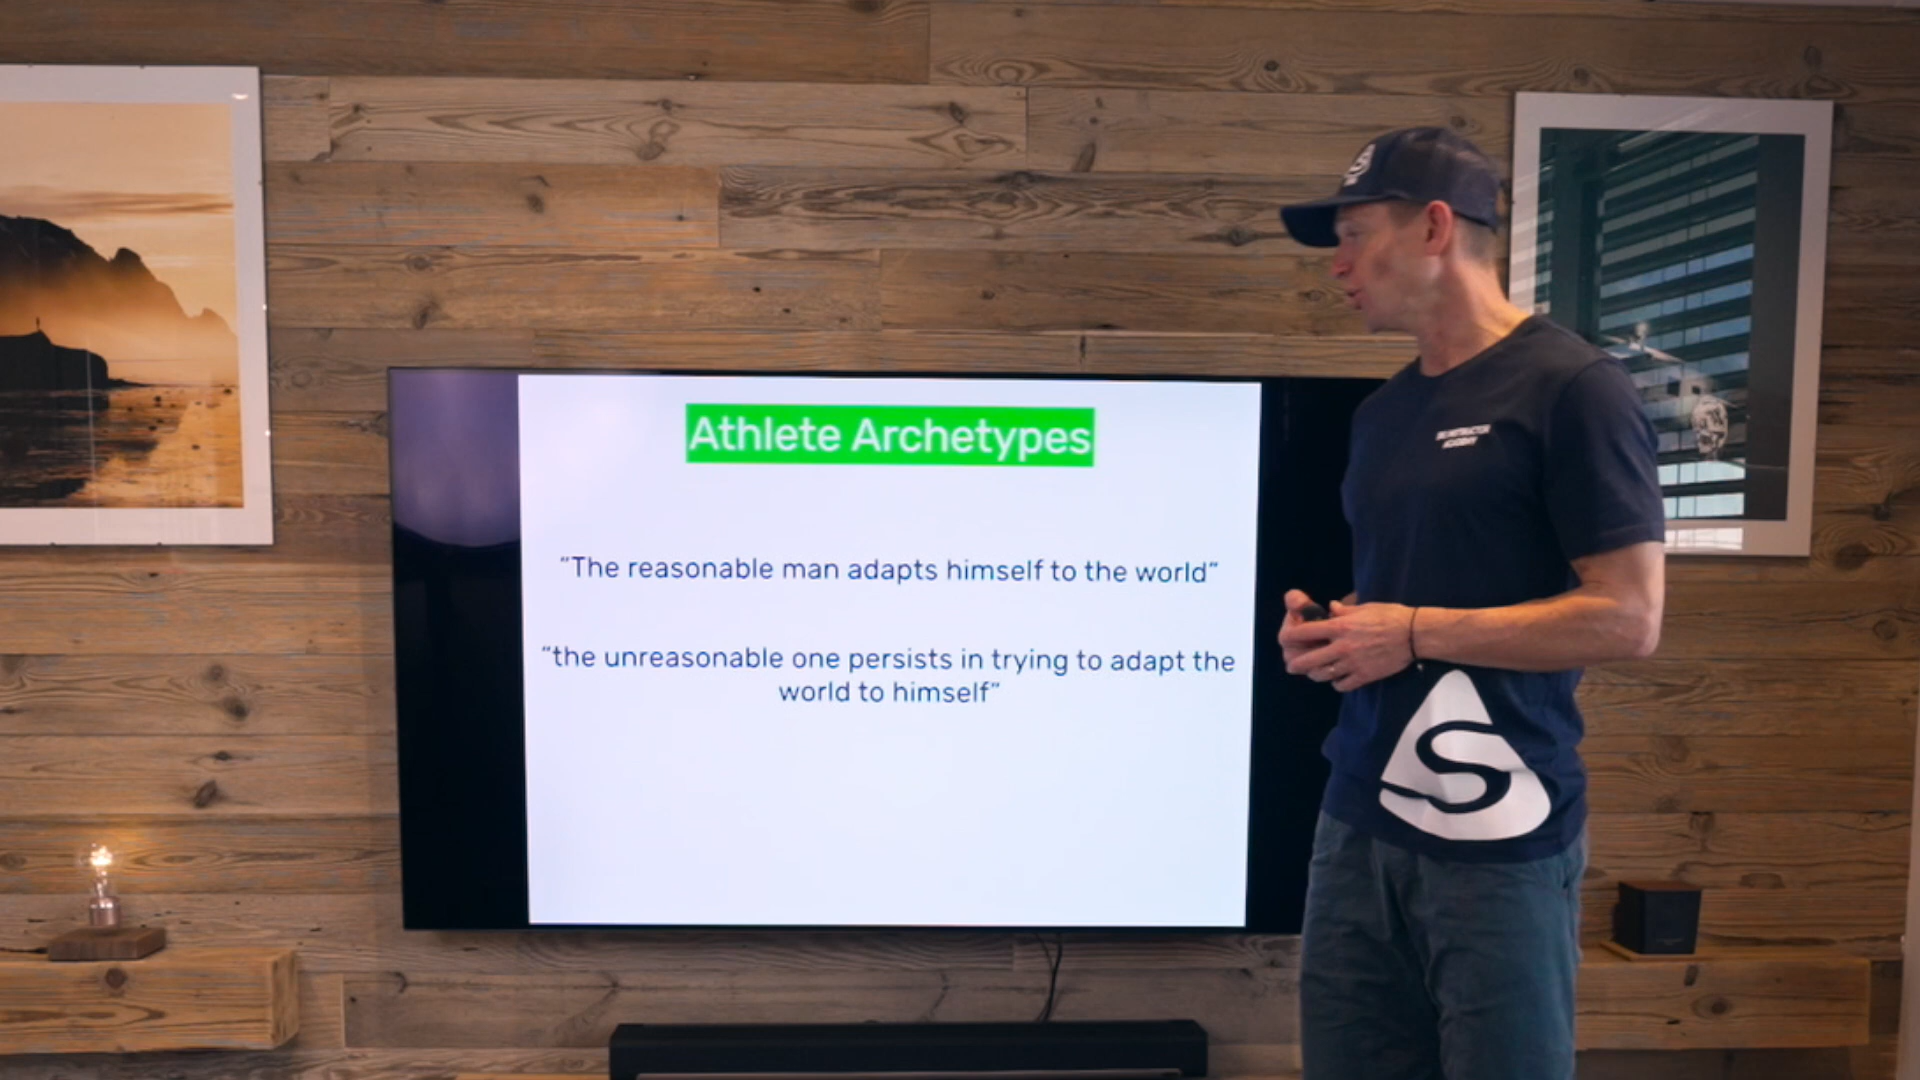 Athlete Archetypes
“The reasonable man adapts himself to the world”
“the unreasonable one persists in trying to adapt the
world to himself”
ACADEMY
S